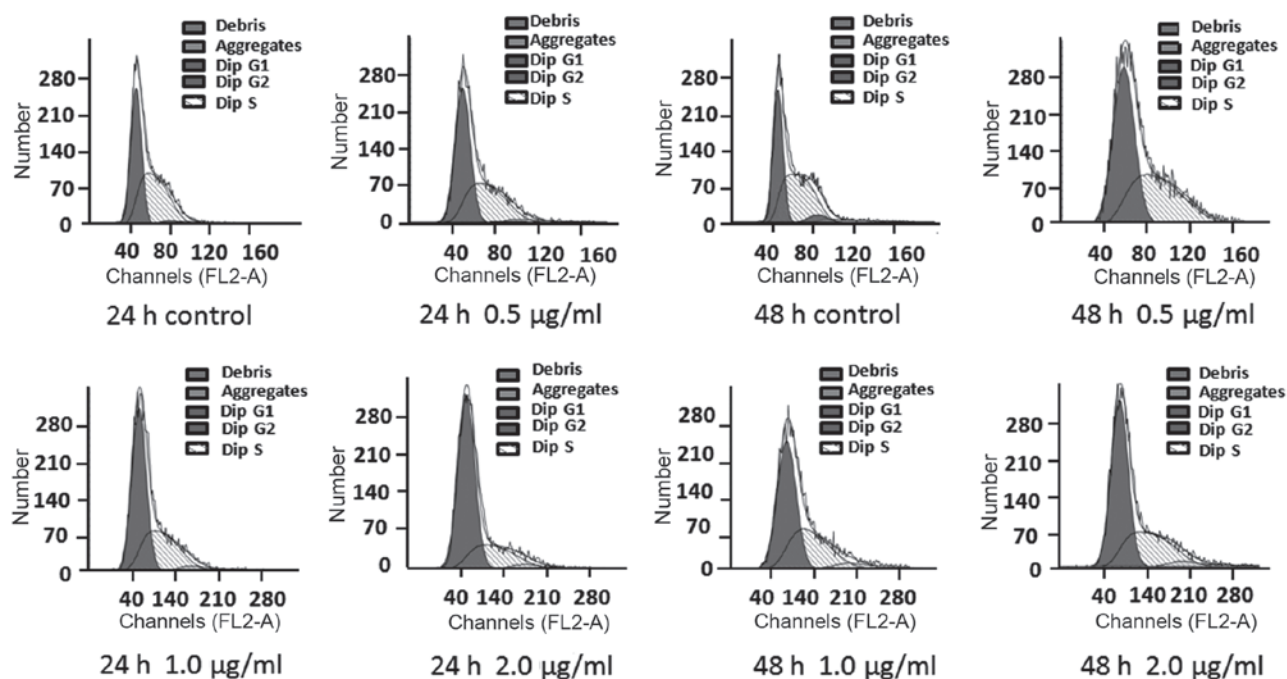 Debris
Aggregates
Dip G1
Dip G2
Dip S
Number
280
210
140
70
0
40 80 120 160
Channels (FL2-A)
24 h control
Debris
Aggregates
Dip G1
Dip G2
Dip S
Number
280
210
140
70
0
40 80 120 160
Channels (FL2-A)
24 h 0.5 µg/ml
Debris
Aggregates
Dip G1
Dip G2
Dip S
Number
280
210
140
70
0
40 80 120 160
Channels (FL2-A)
48 h control
Debris
Aggregates
Dip G1
Dip G2
Dip S
Number
280
210
140
70
0
40 80 120 160
Channels (FL2-A)
48 h 0.5 µg/ml
Debris
Aggregates
Dip G1
Dip G2
Dip S
Number
280
210
140
70
0
40 140 210 280
Channels (FL2-A)
24 h 1.0 µg/ml
Debris
Aggregates
Dip G1
Dip G2
Dip S
Number
280
210
140
70
0
40 140 210 280
Channels (FL2-A)
24 h 2.0 µg/ml
Debris
Aggregates
Dip G1
Dip G2
Dip S
Number
280
210
140
70
0
40 140 210 280
Channels (FL2-A)
48 h 1.0 µg/ml
Debris
Aggregates
Dip G1
Dip G2
Dip S
Number
280
210
140
70
0
40 140 210 280
Channels (FL2-A)
48 h 2.0 µg/ml